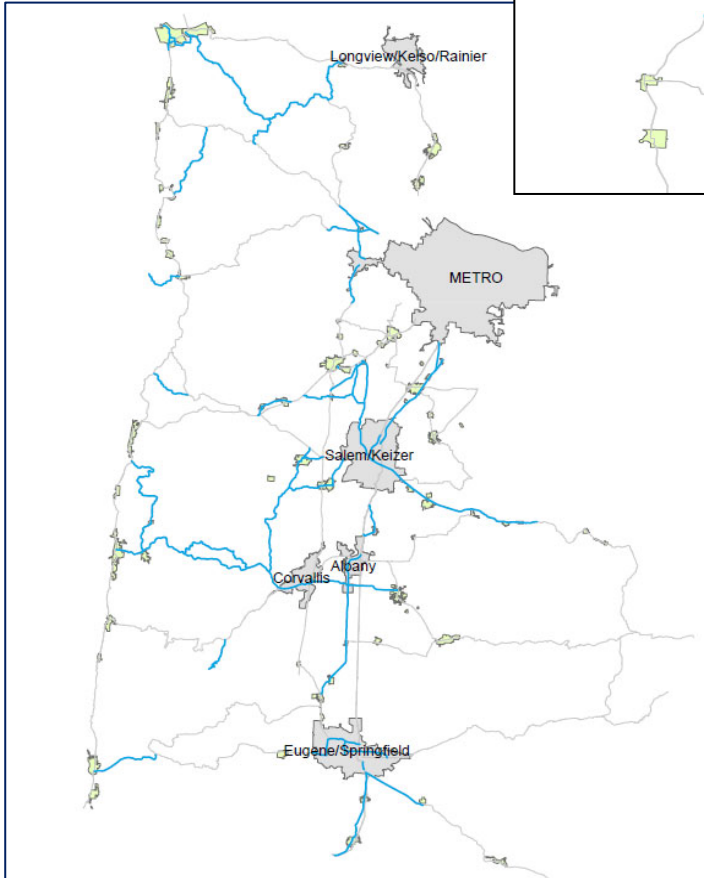 Longview/Kelso/Rainier
METRO
Salem/Keizer
Albany
Corvallis
Eugene/Springfield